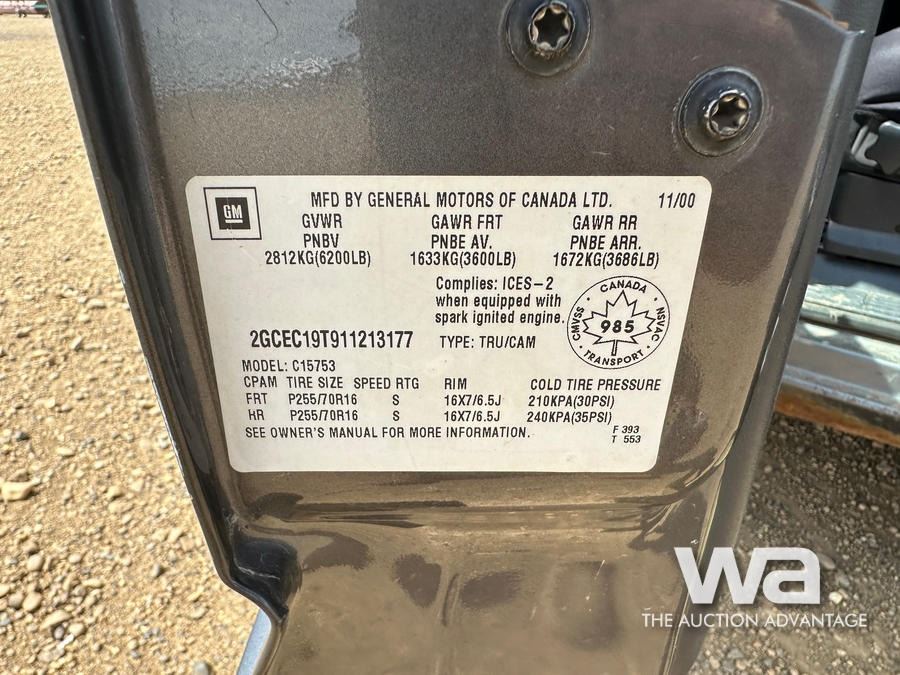 GM
MFD BY GENERAL MOTORS OF CANADA LTD. 11/00
GVWR GAWR FRT GAWR RR
PNBV PNBE AV. PNBE ARR.
2812KG(6200LB) 1633KG(3600LB) 1672KG(3686LB)
Complies: ICES-2
when equipped with
spark ignited engine.
CANADA
CMVSS 985 NSVAC
TRANSPORT
2GCEC19T911213177 TYPE: TRU/CAM
MODEL: C15753
CPAM TIRE SIZE SPEED RTG RIM COLD TIRE PRESSURE
FRT P255/70R16 S 16X7/6.5J 210KPA(30PSI)
HR P255/70R16 S 16X7/6.5J 240KPA(35PSI)
SEE OWNER'S MANUAL FOR MORE INFORMATION.
F 393
T 553
wa
THE AUCTION ADVANTAGE